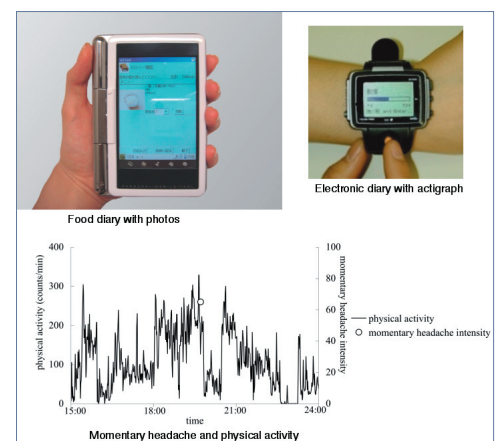 Food diary with photos
Electronic diary with actigraph
physical activity (counts/min)
400
300
200
100
0
momentary headache intensity
100
80
60
40
20
0
physical activity
momentary headache intensity
15:00
18:00
21:00
24:00
time
Momentary headache and physical activity